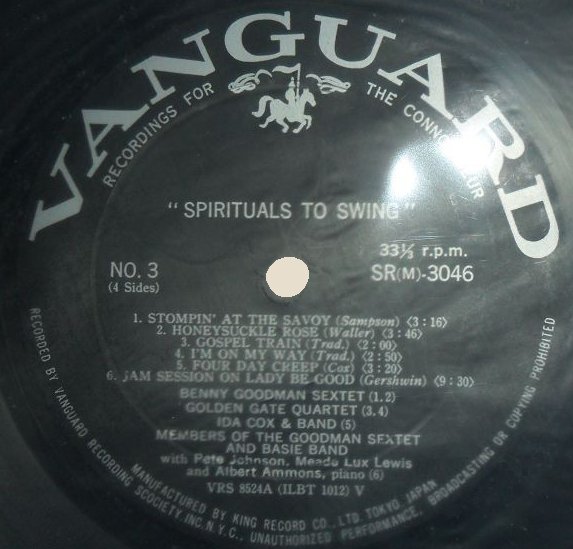 VANGUARD
RECORDINGS FOR THE CONNOISSEUR
"SPIRITUALS TO SWING"
33⅓ r.p.m.
NO. 3
(4 Sides)
SR(M)-3046
1. STOMPIN' AT THE SAVOY (Sampson) (3:16)
2. HONEYSUCKLE ROSE (Waller) (3:46)
3. GOSPEL TRAIN (Trad.) (2:00)
4. I'M ON MY WAY (Trad.) (2:50)
5. FOUR DAY CREEP (Cox) (3:20)
6. JAM SESSION ON LADY BE GOOD (Gershwin) (9:30)
BENNY GOODMAN SEXTET (1, 2)
GOLDEN GATE QUARTET (3, 4)
IDA COX & BAND (5)
MEMBERS OF THE GOODMAN SEXTET
AND BASIE BAND
with Pete Johnson, Meade Lux Lewis
and Albert Ammons, piano (6)
VRS 8524A (ILBT 1012) V
RECORDED BY VANGUARD RECORDING SCOCIETY, INC, N.Y.C., UNAUTHORIZED PERFORMANCE, BROADCASTING OR COPYING PROHIBITED
MANUFACTURED BY KING RECORD CO., LTD. TOKYO, JAPAN